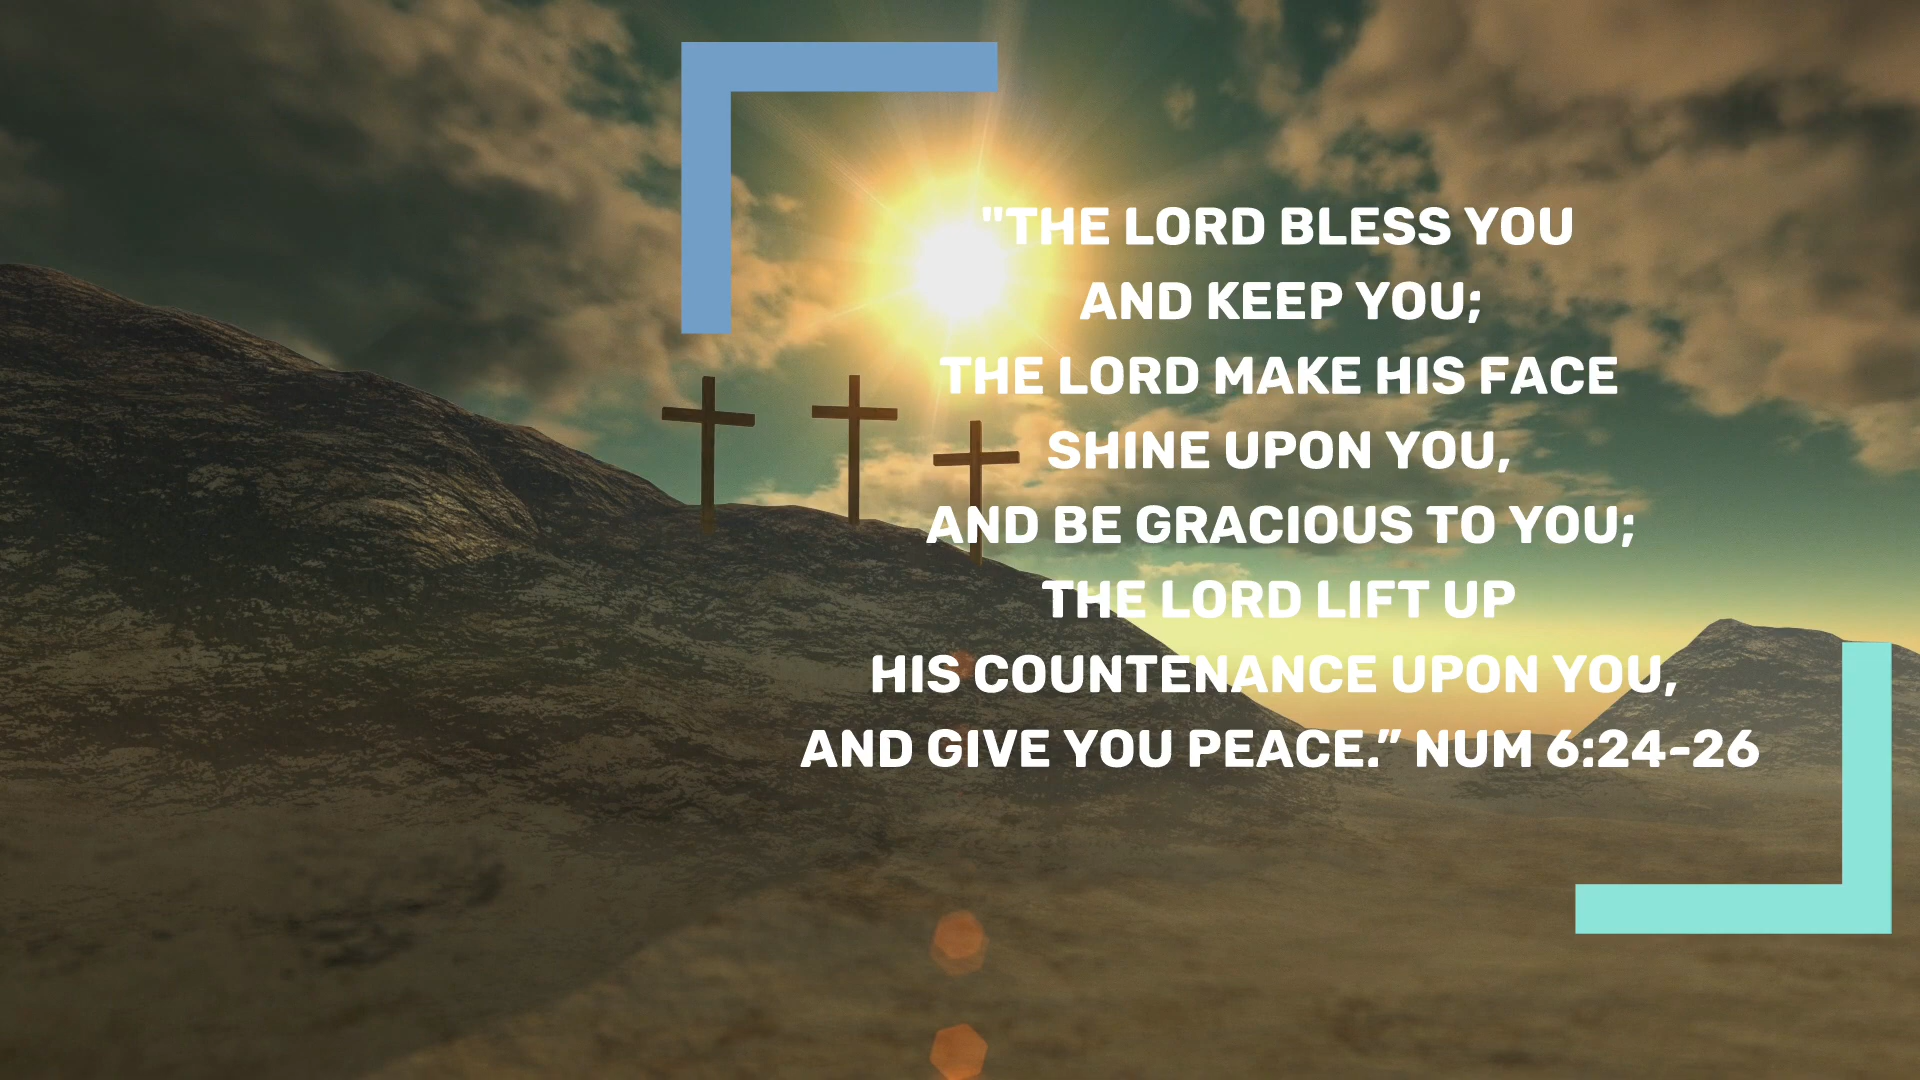 "THE LORD BLESS YOU
AND KEEP YOU;
THE LORD MAKE HIS FACE
SHINE UPON YOU,
AND BE GRACIOUS TO YOU;
THE LORD LIFT UP
HIS COUNTENANCE UPON YOU,
AND GIVE YOU PEACE.” NUM 6:24-26